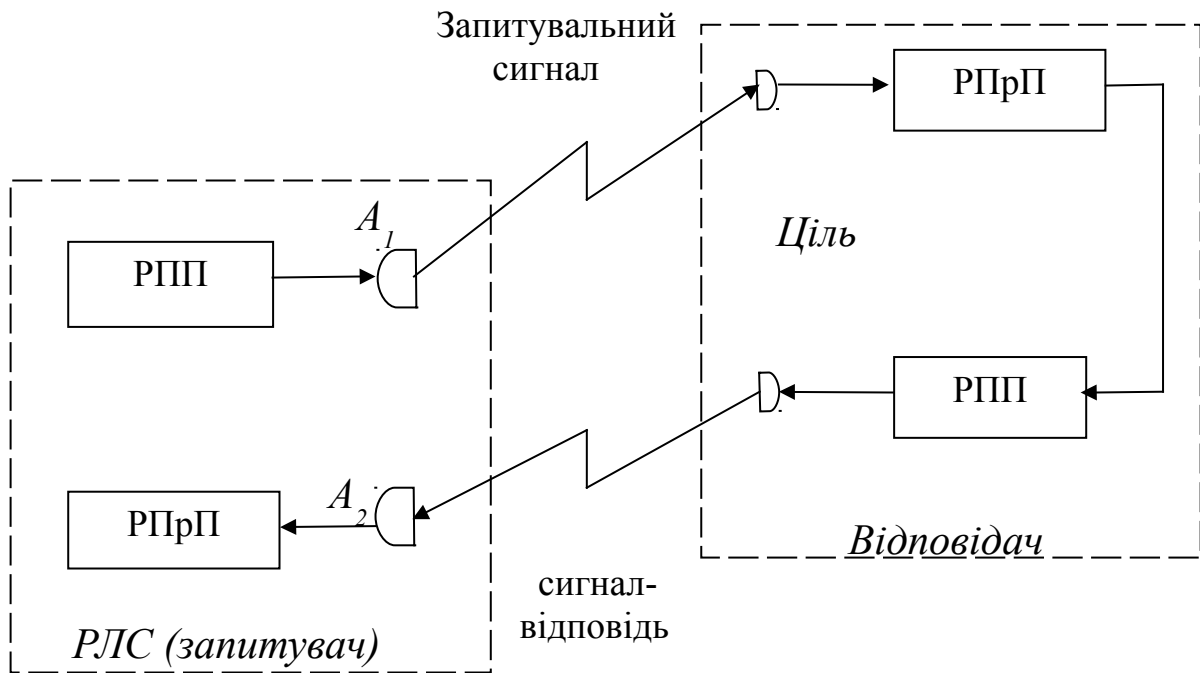 Запитувальний
сигнал
РПрП
Ціль
A1
РПП
РПП
A2
РПрП
Відповідач
сигнал-
відповідь
РЛС (запитувач)